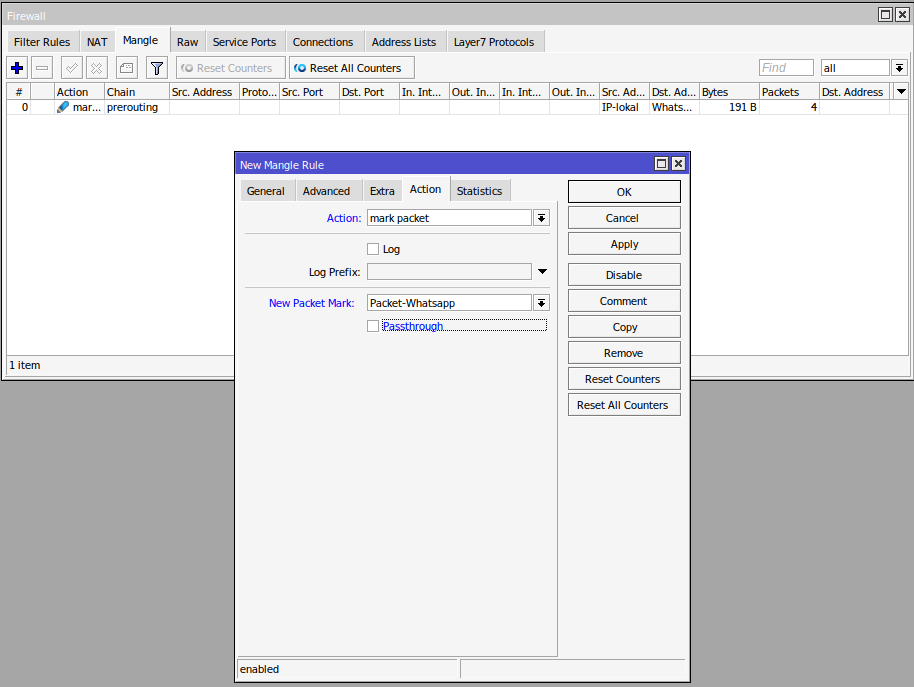 Firewall
Filter Rules NAT Mangle Raw Service Ports Connections Address Lists Layer7 Protocols
Reset Counters Reset All Counters Find all
# Action Chain Src. Address Proto... Src. Port Dst. Port In. Int... Out. In... In. Int... Out. In... Src. Ad... Dst. Ad... Bytes Packets Dst. Address
0 mar... prerouting IP-lokal Whats... 191 B 4
New Mangle Rule
General Advanced Extra Action Statistics
OK
Action: mark packet
Cancel
Apply
Log
Log Prefix:
Disable
New Packet Mark: Packet-Whatsapp
Comment
Passthrough
Copy
Remove
1 item
Reset Counters
Reset All Counters
enabled